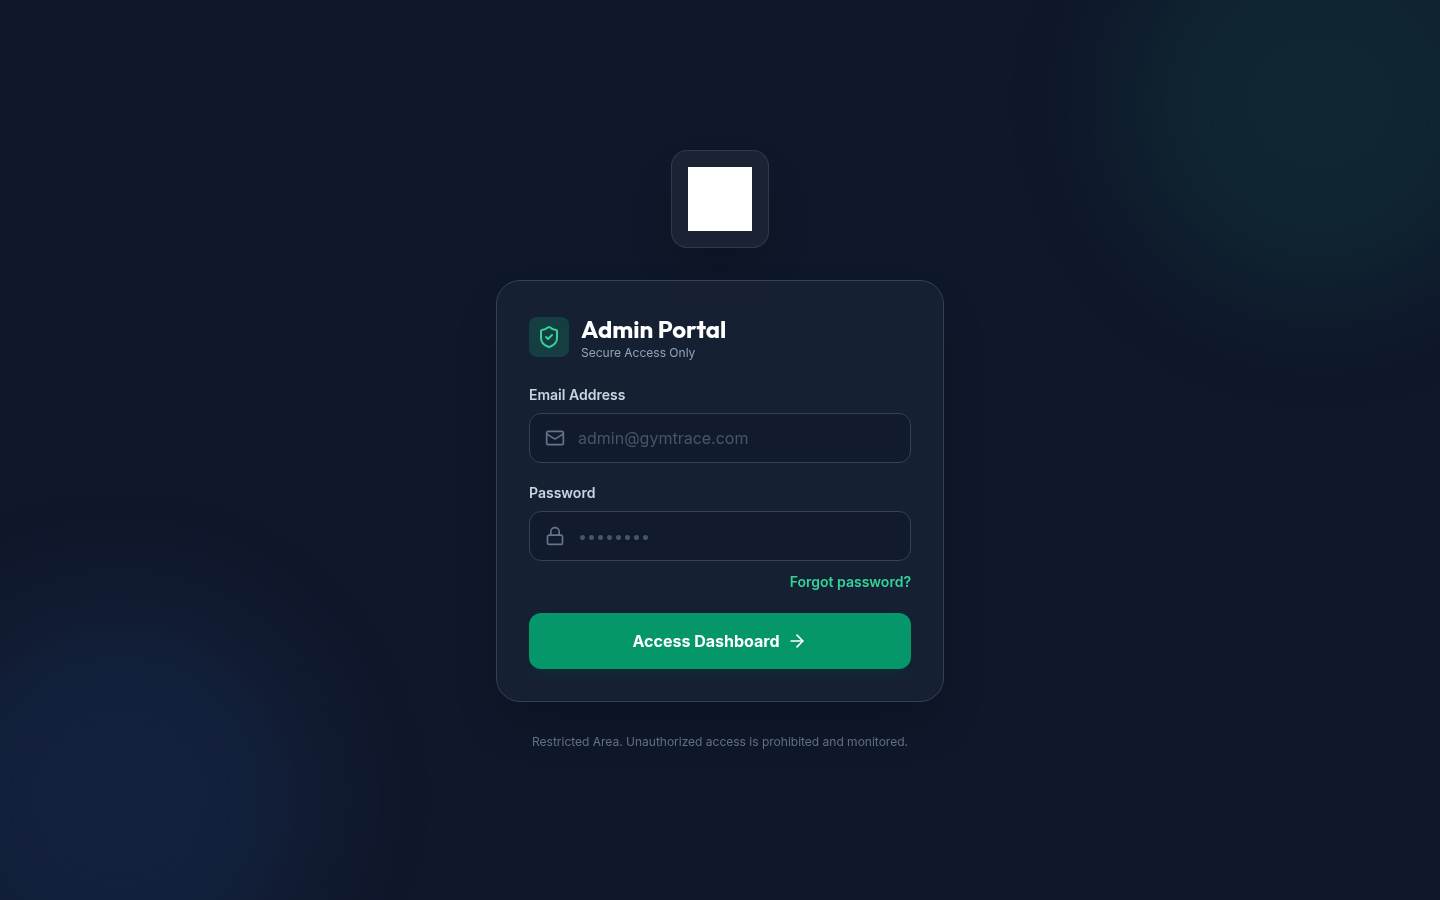 Admin Portal
Secure Access Only
Email Address
admin@gymtrace.com
Password
••••••••
Forgot password?
Access Dashboard →
Restricted Area. Unauthorized access is prohibited and monitored.